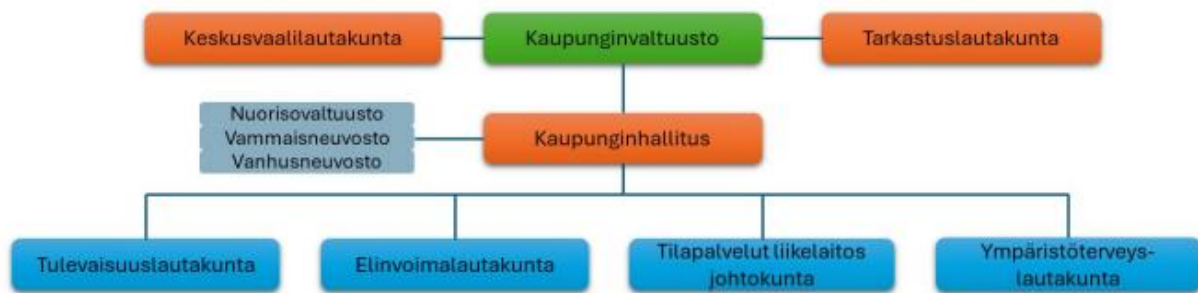 Keskusvaalilautakunta
Kaupunginvaltuusto
Tarkastuslautakunta
Nuorisovaltuusto
Vammaisneuvosto
Vanhusneuvosto
Kaupunginhallitus
Tulevaisuuslautakunta
Elinvoimalautakunta
Tilapalvelut liikelaitos
johtokunta
Ympäristöterveys-
lautakunta